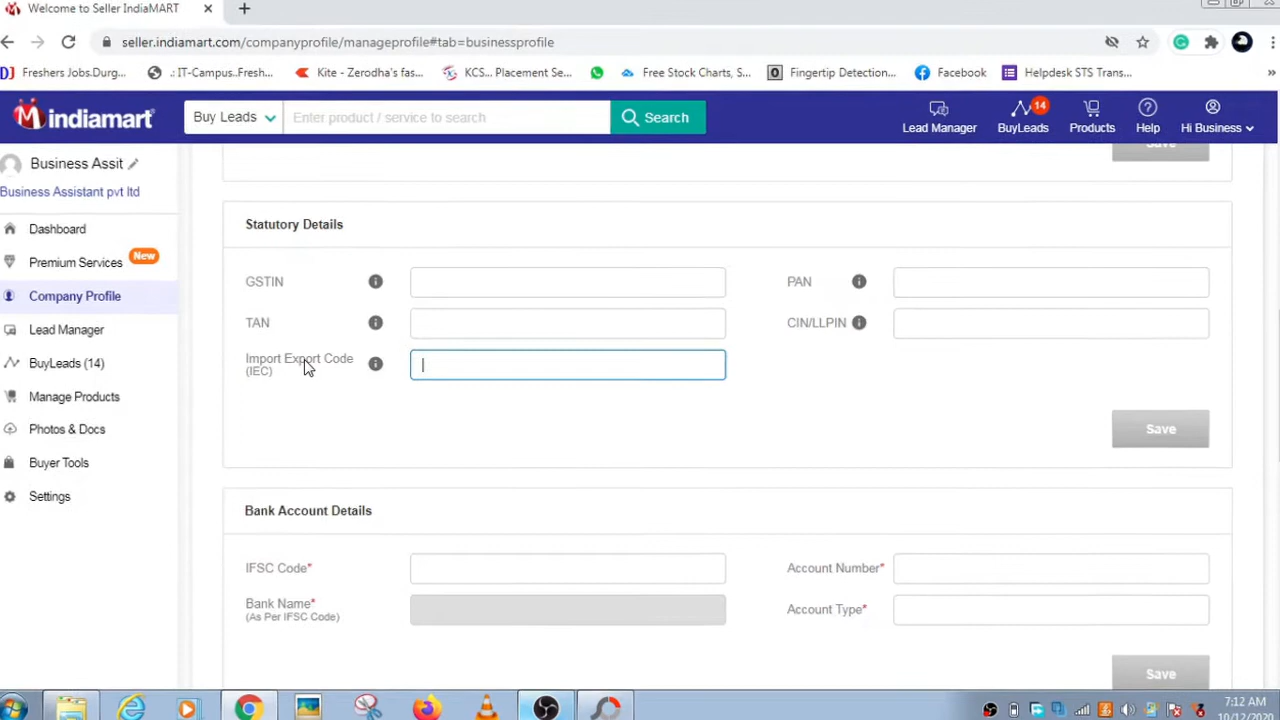 Welcome to Seller IndiaMART
seller.indiamart.com/companyprofile/manageprofile#tab=businessprofile
Freshers Jobs.Durg...
.: IT-Campus..Fresh...
Kite - Zerodha's fas...
KCS... Placement Se...
Free Stock Charts, S...
Fingertip Detection...
Facebook
Helpdesk STS Trans...
»
indiamart
Buy Leads
Enter product / service to search
Search
Lead Manager
14
BuyLeads
Products
Help
Hi Business
Business Assit
Business Assistant pvt ltd
Dashboard
Premium Services
New
Company Profile
Lead Manager
BuyLeads (14)
Manage Products
Photos & Docs
Buyer Tools
Settings
Save
Statutory Details
GSTIN
PAN
TAN
CIN/LLPIN
Import Export Code
(IEC)
Save
Bank Account Details
IFSC Code*
Account Number*
Bank Name*
(As Per IFSC Code)
Account Type*
Save
7:12 AM
10/12/2020